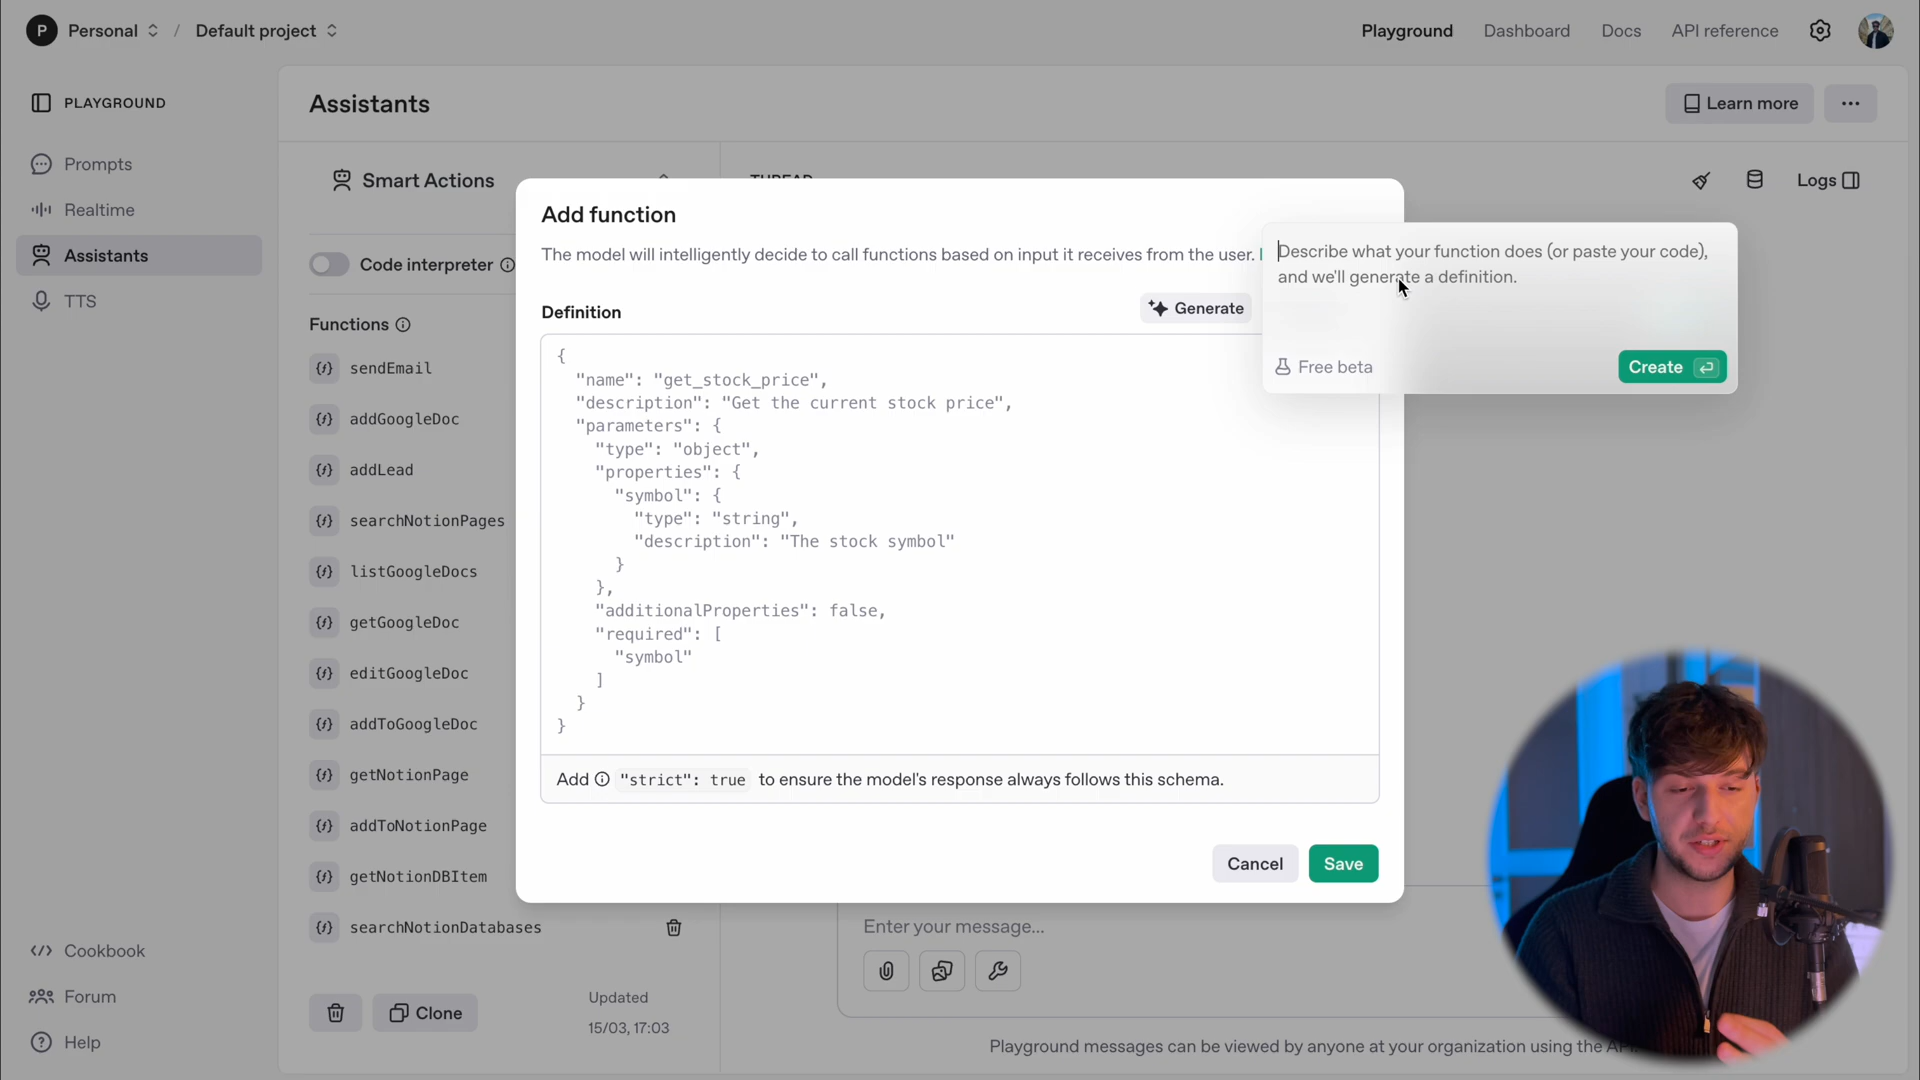 P Personal / Default project
Playground Dashboard Docs API reference
PLAYGROUND
Prompts
Realtime
Assistants
TTS
Cookbook
Forum
Help
Assistants
Learn more
Smart Actions
THREAD
Logs
Code interpreter
Functions
sendEmail
addGoogleDoc
addLead
searchNotionPages
listGoogleDocs
getGoogleDoc
editGoogleDoc
addToGoogleDoc
getNotionPage
addToNotionPage
getNotionDBItem
searchNotionDatabases
Clone
Updated
15/03, 17:03
Add function
The model will intelligently decide to call functions based on input it receives from the user.
Definition
Generate
{
"name": "get_stock_price",
"description": "Get the current stock price",
"parameters": {
"type": "object",
"properties": {
"symbol": {
"type": "string",
"description": "The stock symbol"
}
},
"additionalProperties": false,
"required": [
"symbol"
]
}
}
Add "strict": true to ensure the model's response always follows this schema.
Cancel
Save
Describe what your function does (or paste your code),
and we'll generate a definition.
Free beta
Create
Enter your message...
Playground messages can be viewed by anyone at your organization using the